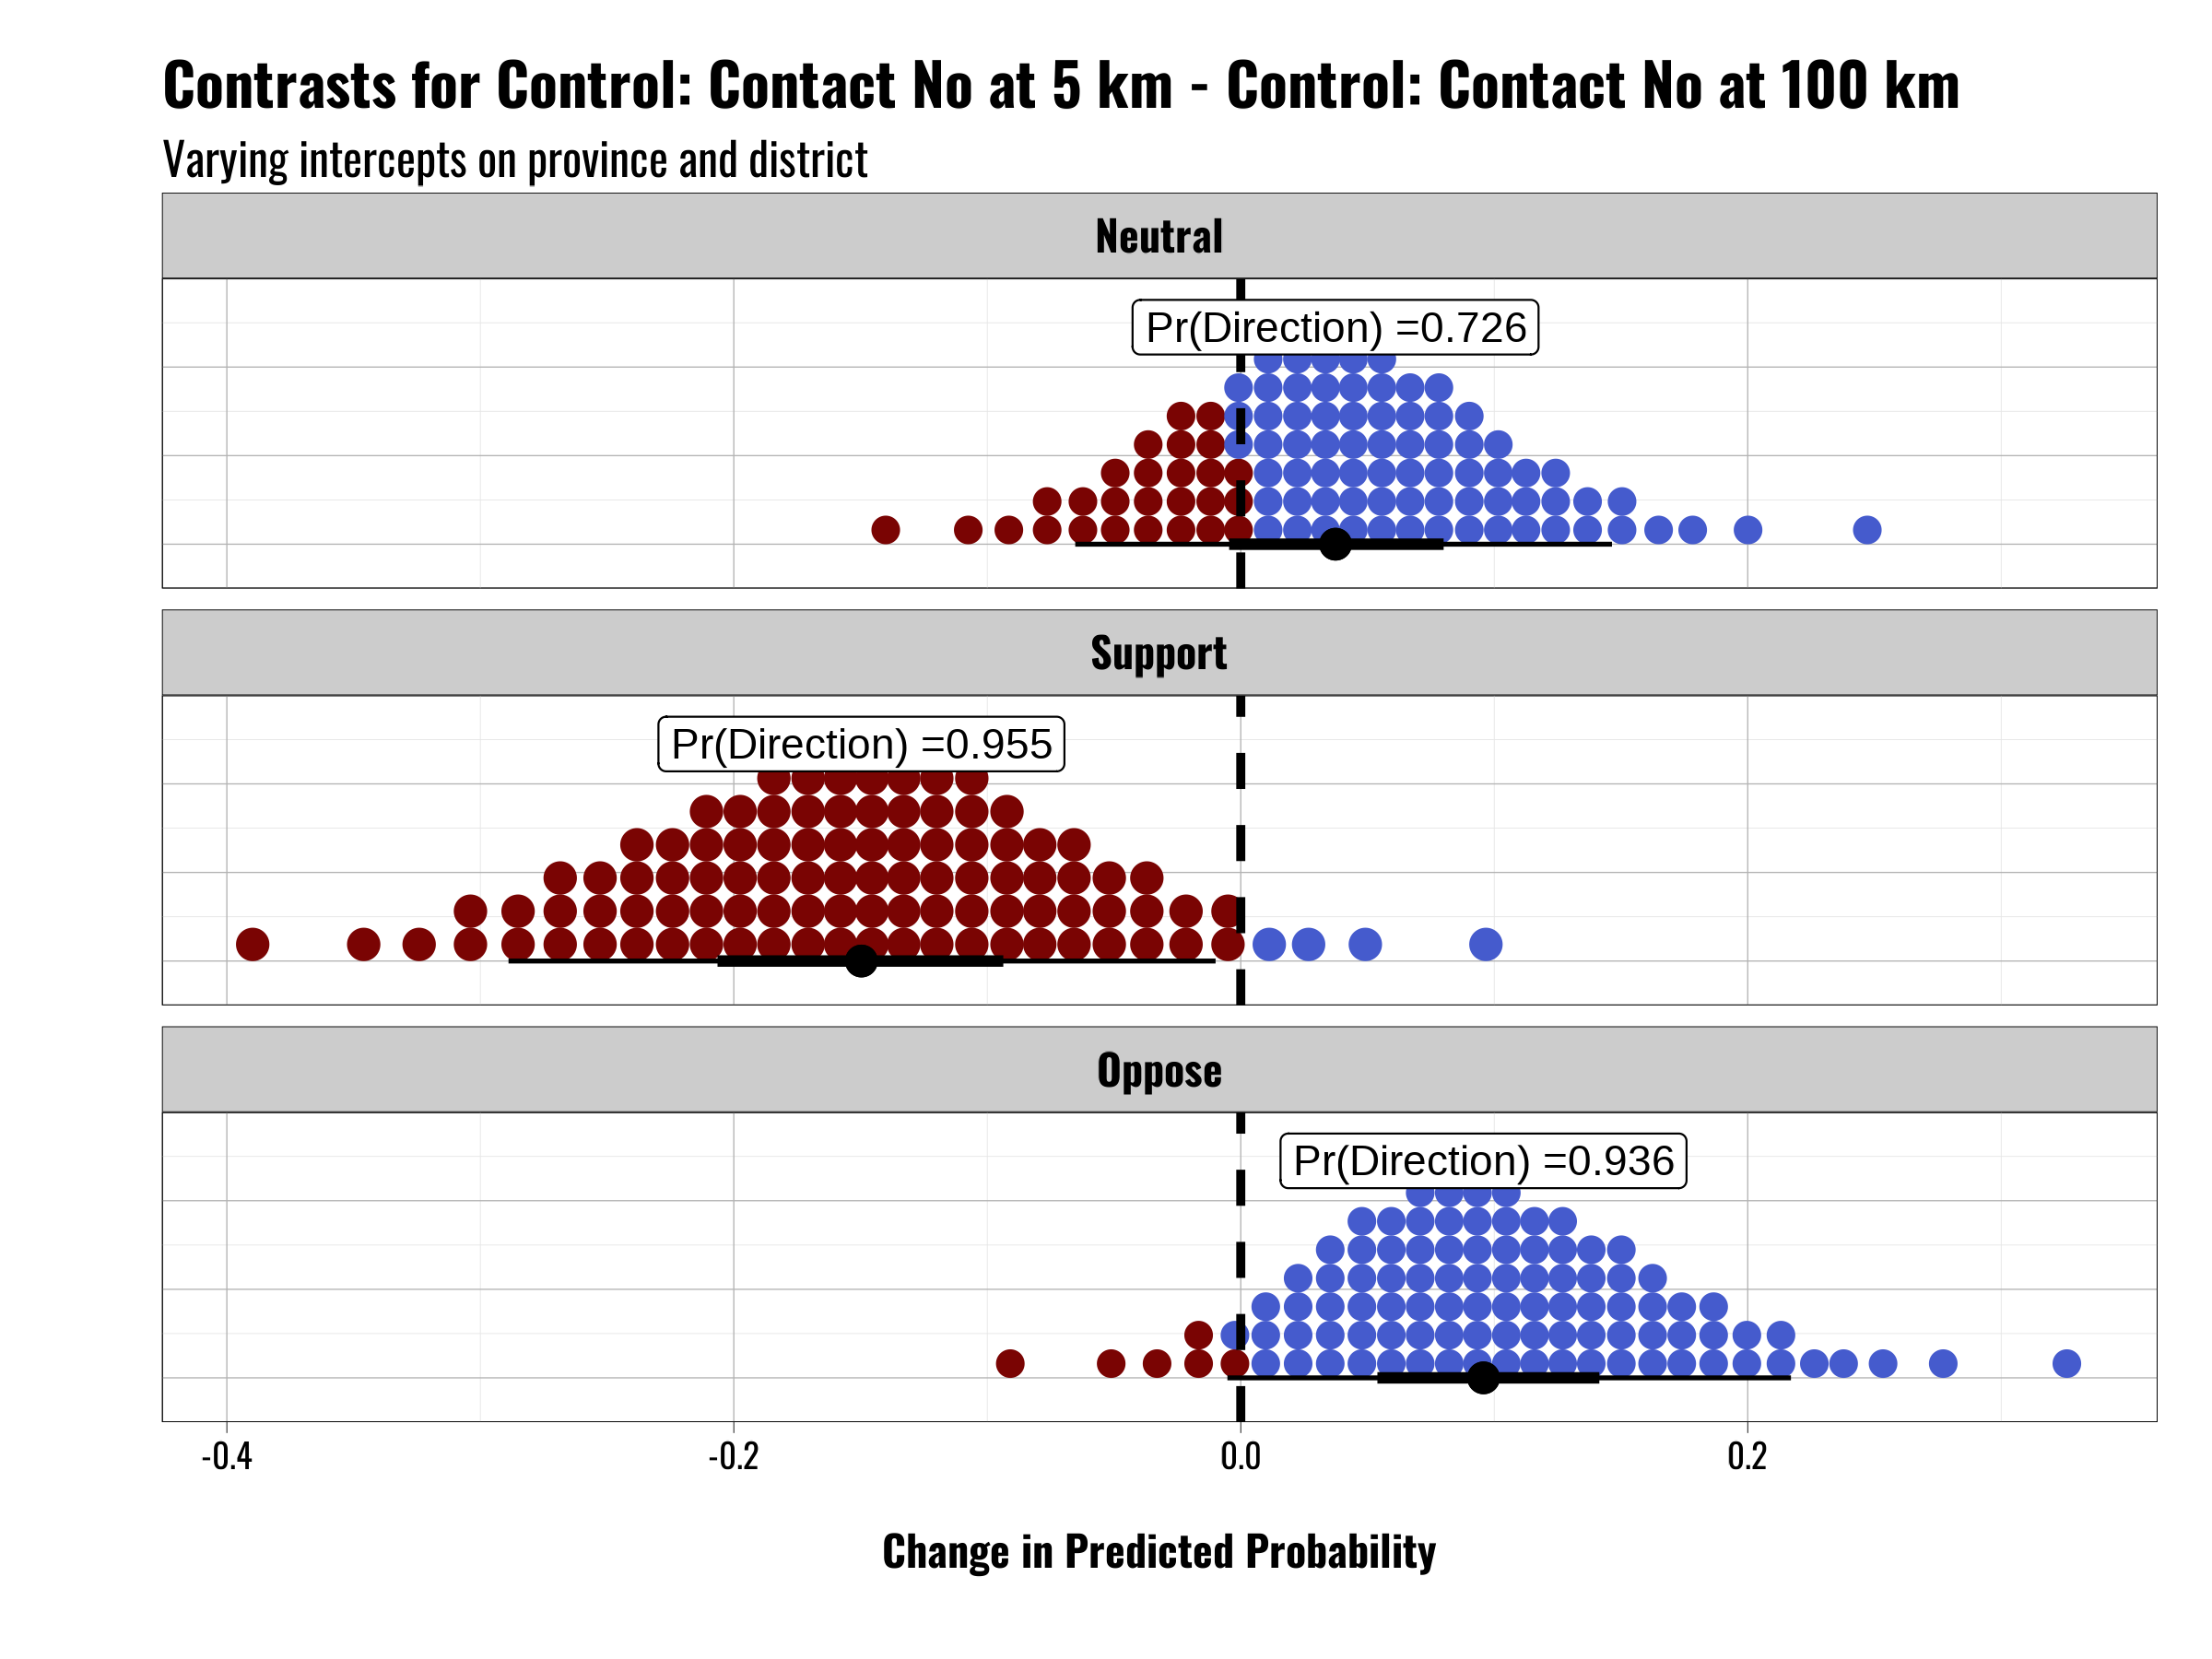 Contrasts for Control: Contact No at 5 km - Control: Contact No at 100 km
Varying intercepts on province and district
Neutral
Pr(Direction) =0.726
Support
Pr(Direction) =0.955
Oppose
Pr(Direction) =0.936
-0.4 -0.2 0.0 0.2
Change in Predicted Probability